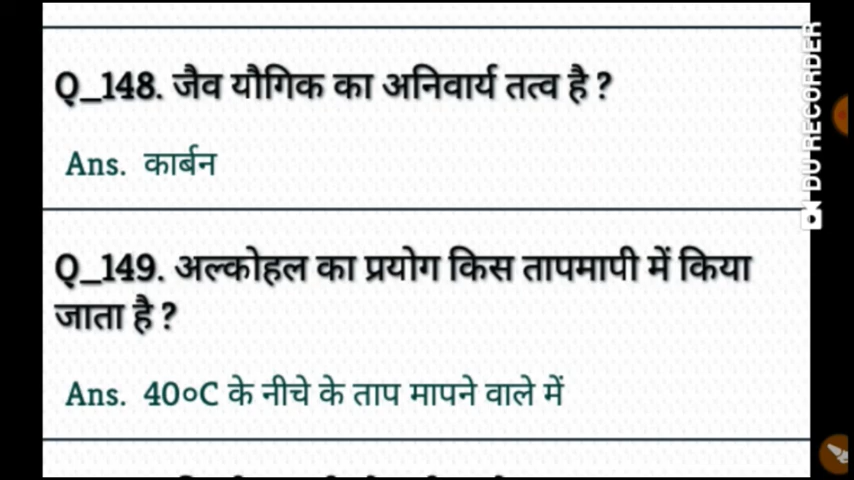 Q_148. जैव यौगिक का अनिवार्य तत्व है ?
Ans. कार्बन
Q_149. अल्कोहल का प्रयोग किस तापमापी में किया
जाता है ?
Ans. 40०C के नीचे के ताप मापने वाले में
DU RECORDER